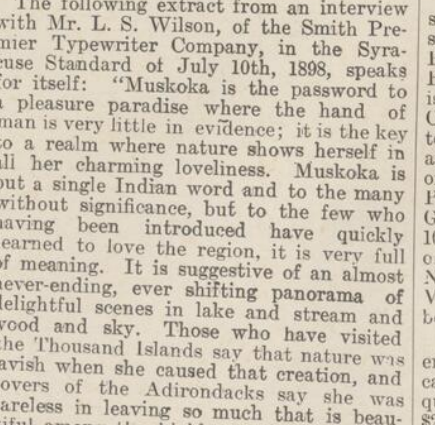 The following extract from an interview
with Mr. L. S. Wilson, of the Smith Pre-
mier Typewriter Company, in the Syra-
cuse Standard of July 10th, 1898, speaks
for itself: "Muskoka is the password to
a pleasure paradise where the hand of
man is very little in evidence; it is the key
to a realm where nature shows herself in
all her charming loveliness. Muskoka is
but a single Indian word and to the many
without significance, but to the few who
having been introduced have quickly
learned to love the region, it is very full
of meaning. It is suggestive of an almost
never-ending, ever shifting panorama of
delightful scenes in lake and stream and
wood and sky. Those who have visited
the Thousand Islands say that nature was
lavish when she caused that creation, and
lovers of the Adirondacks say she was
careless in leaving so much that is beau-